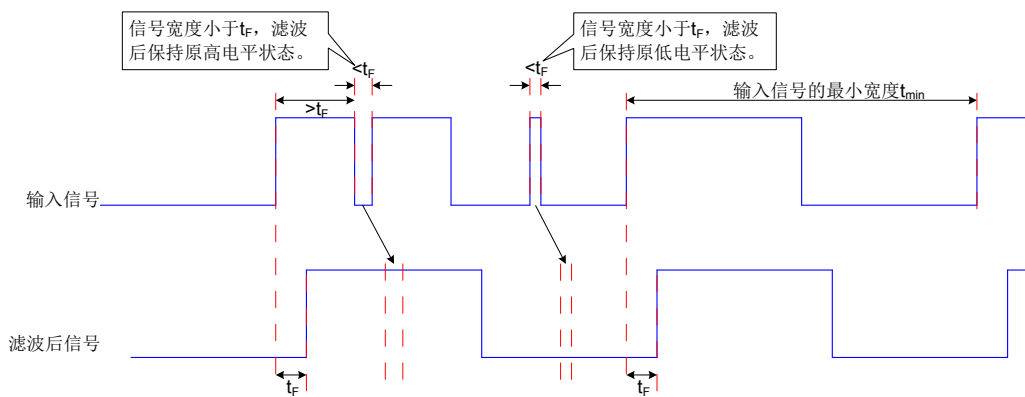 信号宽度小于tF，滤波
后保持原高电平状态。
信号宽度小于tF，滤波
后保持原低电平状态。
<tF
<tF
>tF
输入信号的最小宽度tmin
输入信号
滤波后信号
tF
tF